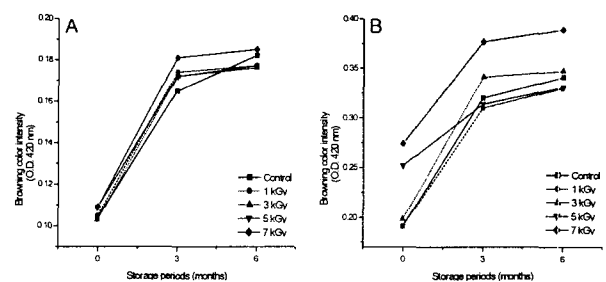 A
Browning color intensity
(O.D. 420 nm)
0.20
0.18
0.16
0.14
0.12
0.10
Control
1 kGy
3 kGy
5 kGy
7 kGy
0
3
6
Storage periods (months)
B
Browning color intensity
(O.D. 420 nm)
0.40
0.35
0.30
0.25
0.20
Control
1 kGy
3 kGy
5 kGy
7 kGy
0
3
6
Storage periods (months)